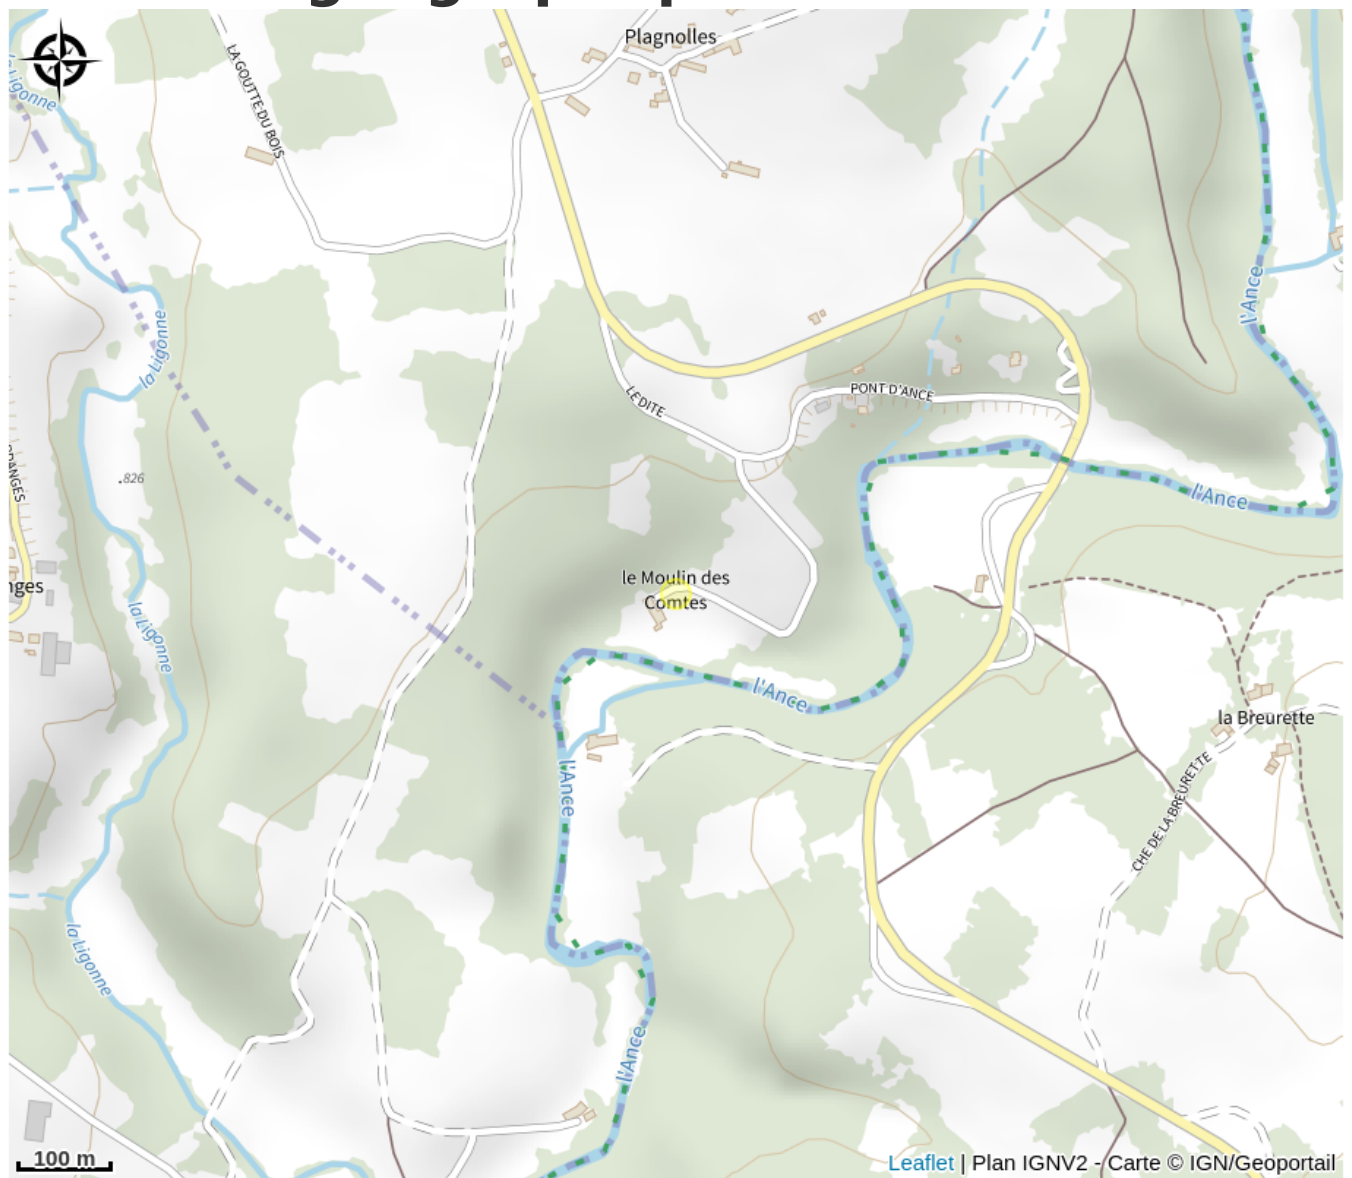 Plagnolles
LA GOUTTE DU BOIS
la Ligonne
l'Ance
la Ligonne
LE DITE
PONT D'ANCE
826
l'Ance
le Moulin des
Comtes
la Ligonne
l'Ance
la Breurette
l'Ance
CHE DE LA BREURETTE
la Ligonne
l'Ance
100 m
Leaflet | Plan IGNV2 - Carte © IGN/Geoportail